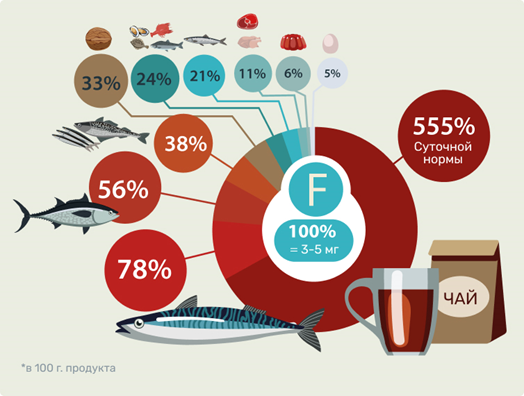 33%
24%
21%
11%
6%
5%
38%
555%
Суточной
нормы
56%
F
100%
= 3-5 мг
78%
ЧАЙ
*в 100 г. продукта